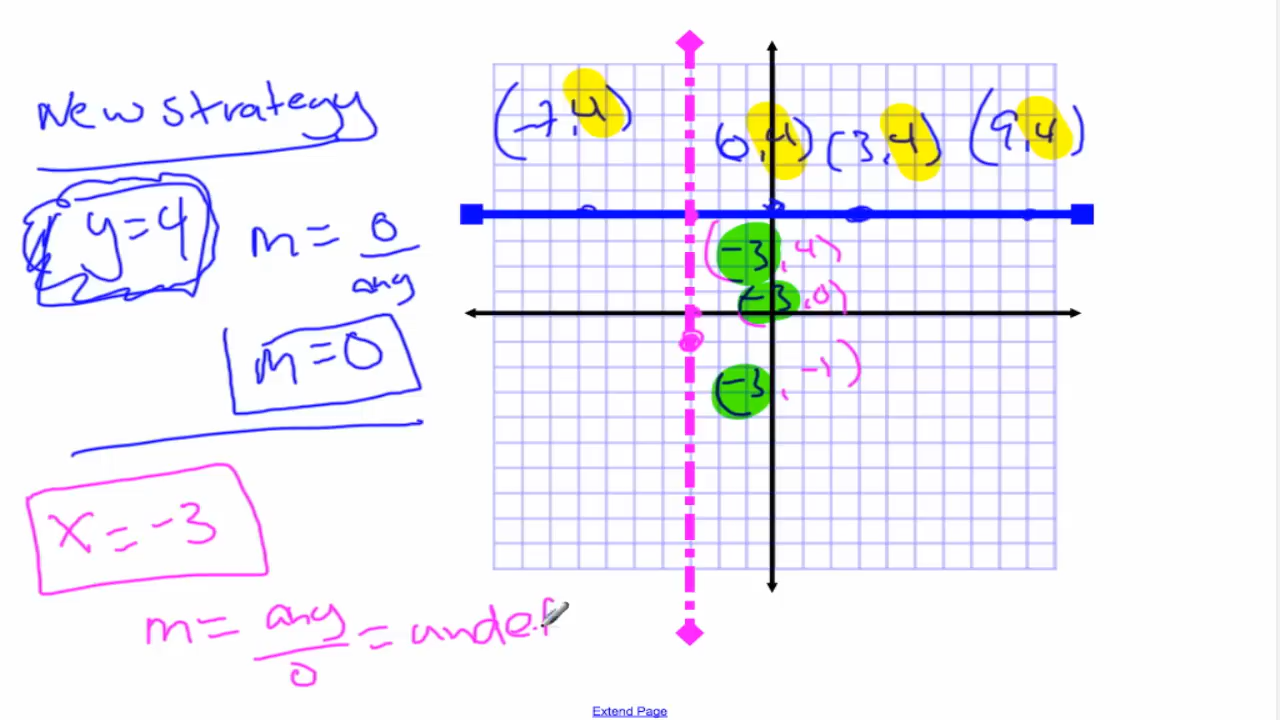 New strategy
y=4
m = 0/any
m=0
x = -3
m = any/0 = undef
(-7,4)
(0,4) (3,4) (9,4)
(-3,4)
(-3,0)
(-3,-1)
Extend Page